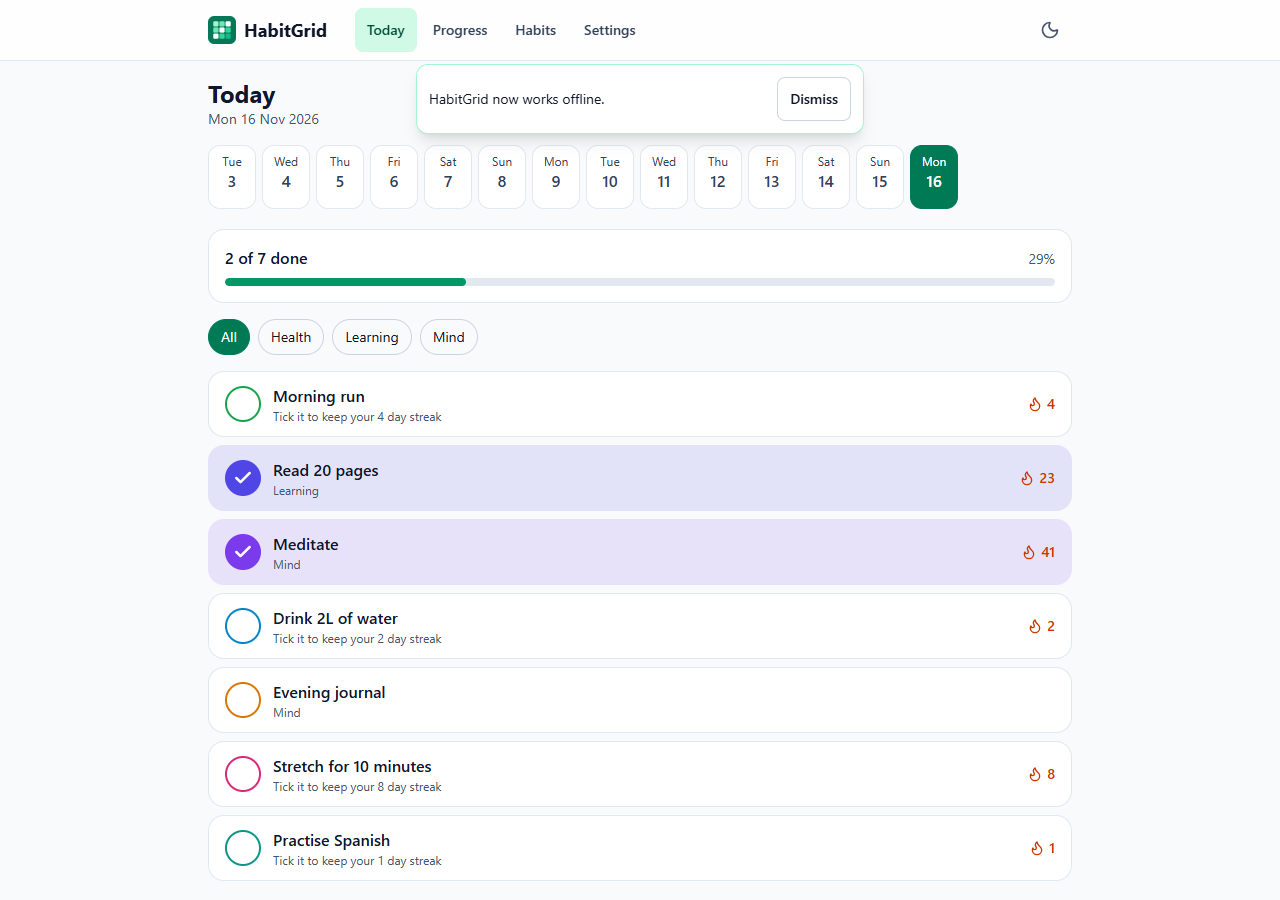 HabitGrid
Today Progress Habits Settings
Today
Mon 16 Nov 2026
HabitGrid now works offline.
Dismiss
Tue Wed Thu Fri Sat Sun Mon Tue Wed Thu Fri Sat Sun Mon
3 4 5 6 7 8 9 10 11 12 13 14 15 16
2 of 7 done 29%
All Health Learning Mind
Morning run
Tick it to keep your 4 day streak
4
Read 20 pages
Learning
23
Meditate
Mind
41
Drink 2L of water
Tick it to keep your 2 day streak
2
Evening journal
Mind
Stretch for 10 minutes
Tick it to keep your 8 day streak
8
Practise Spanish
Tick it to keep your 1 day streak
1